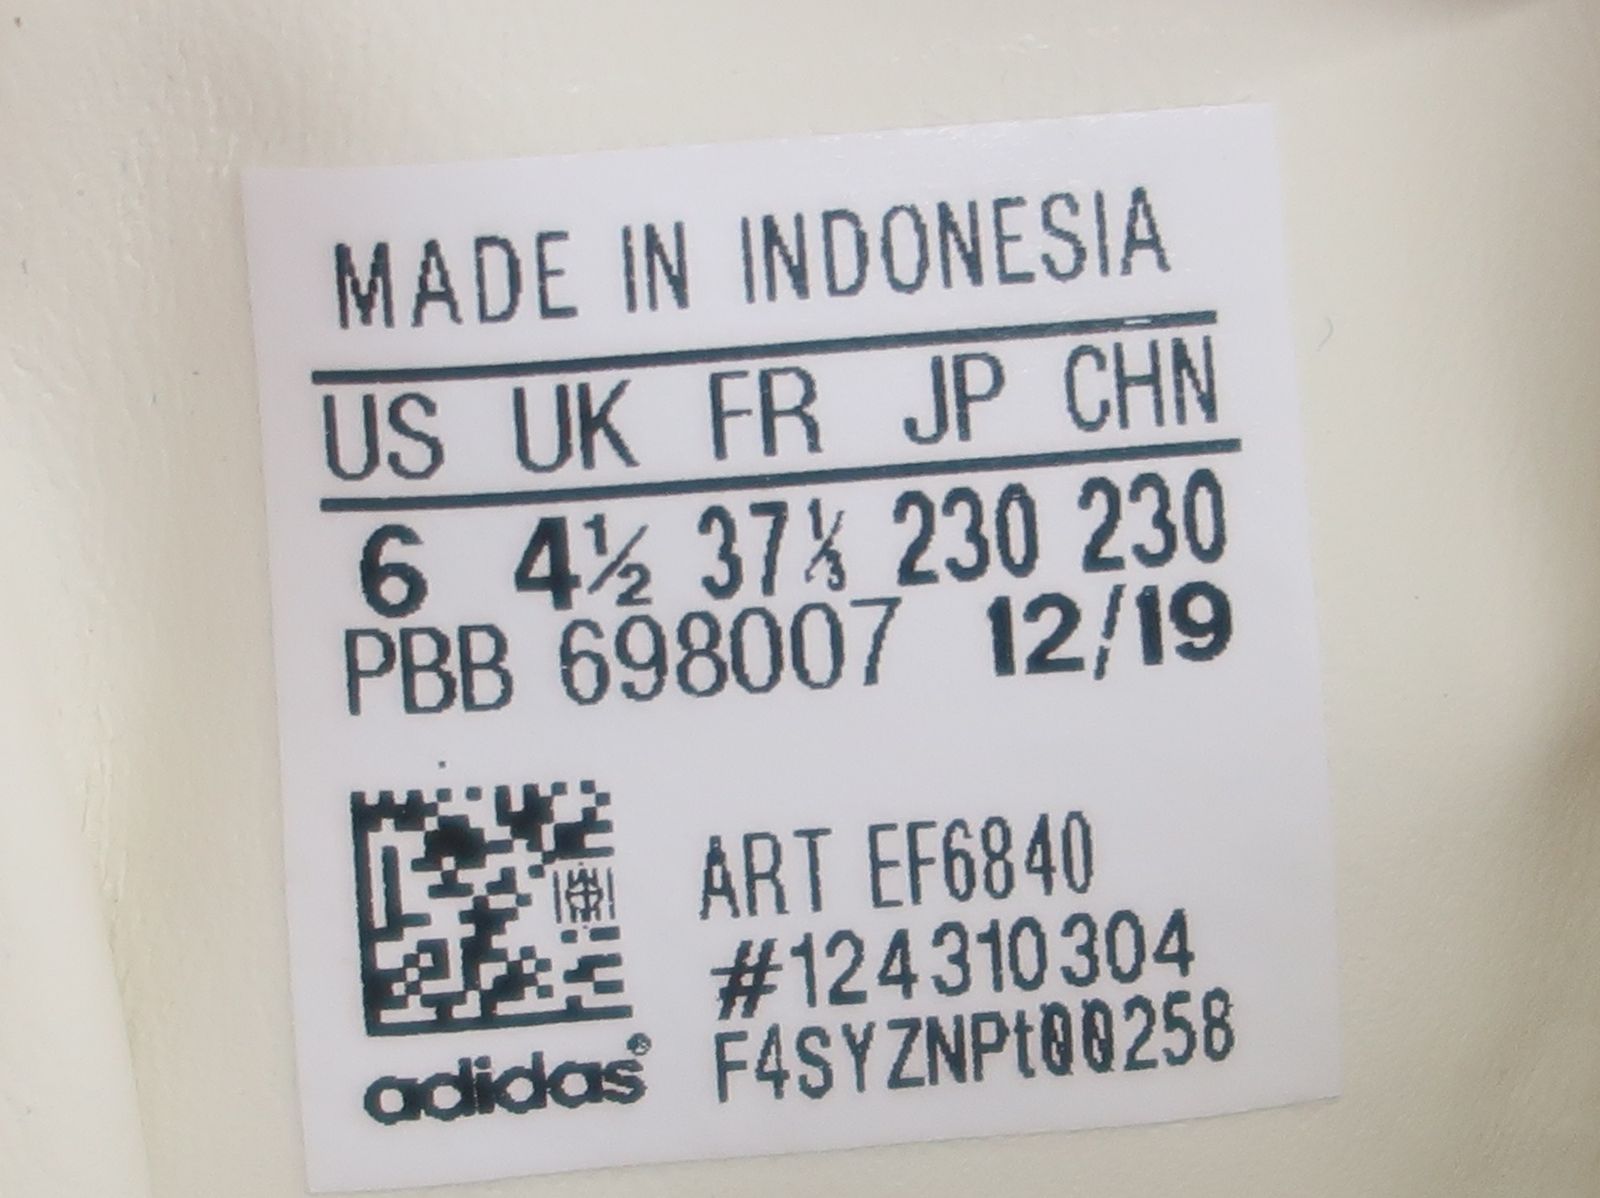 MADE IN INDONESIA
US UK FR JP CHN
6 4½ 37⅓ 230 230
PBB 698007 12/19
ART EF6840
#124310304
F4SYZNPt00258
adidas®